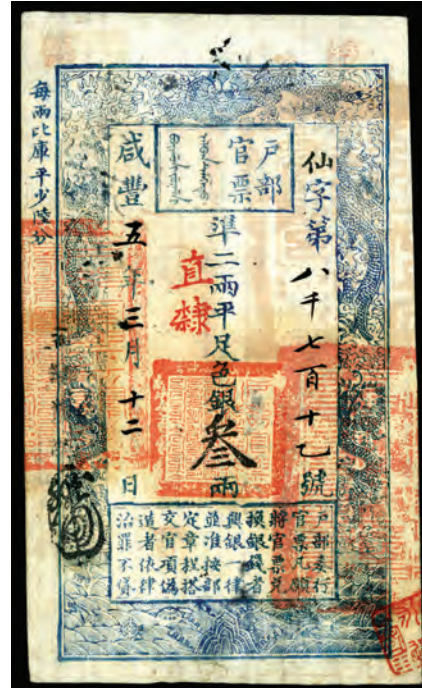 戶部
官票
仙字第八千七百十乙號
準二兩平足色銀叁兩
直隸
咸豐五年三月十二日
每兩比庫平少陸分
戶部奏行
官票凡願
將官票兌
換銀錢者
與銀一律
並准按部
定章程搭
交官項偽
造者依律
治罪不貸